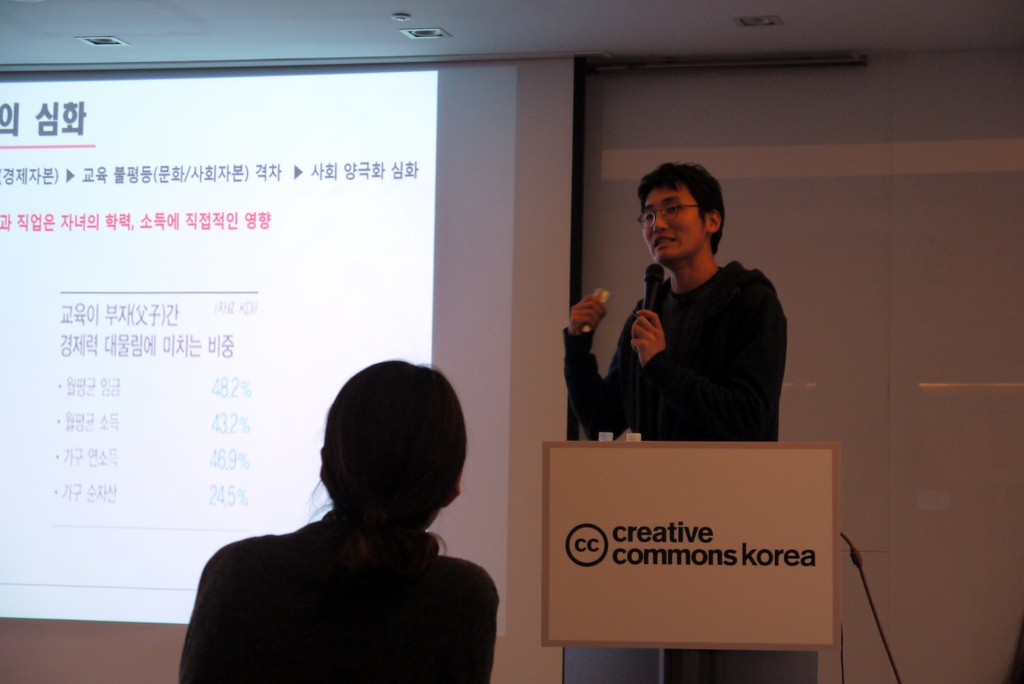 의 심화
(경제자본) ▶ 교육 불평등(문화/사회자본) 격차 ▶ 사회 양극화 심화
과 직업은 자녀의 학력, 소득에 직접적인 영향
교육이 부자(父子)간 (자료:KDI)
경제력 대물림에 미치는 비중
· 월평균 임금 48.2%
· 월평균 소득 43.2%
· 가구 연소득 46.9%
· 가구 순자산 24.5%
cc creative
commons korea